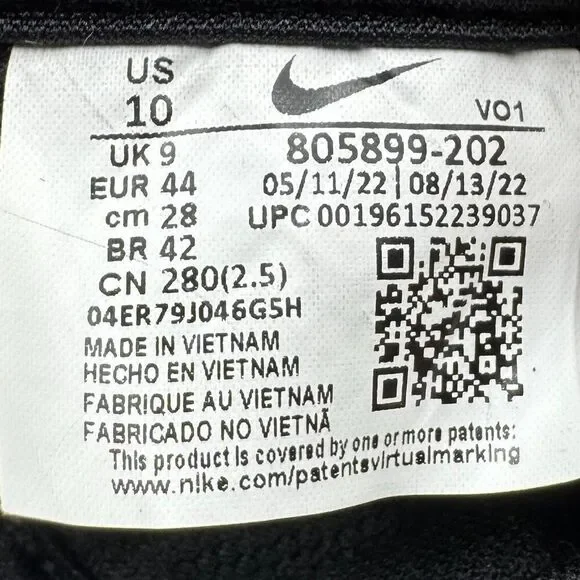 US
10
VO1
UK 9
805899-202
EUR 44
05/11/22 | 08/13/22
cm 28
UPC 00196152239037
BR 42
CN 280(2.5)
04ER79J046G5H
MADE IN VIETNAM
HECHO EN VIETNAM
FABRIQUE AU VIETNAM
FABRICADO NO VIETNÃ
This product is covered by one or more patents:
www.nike.com/patentsvirtualmarking